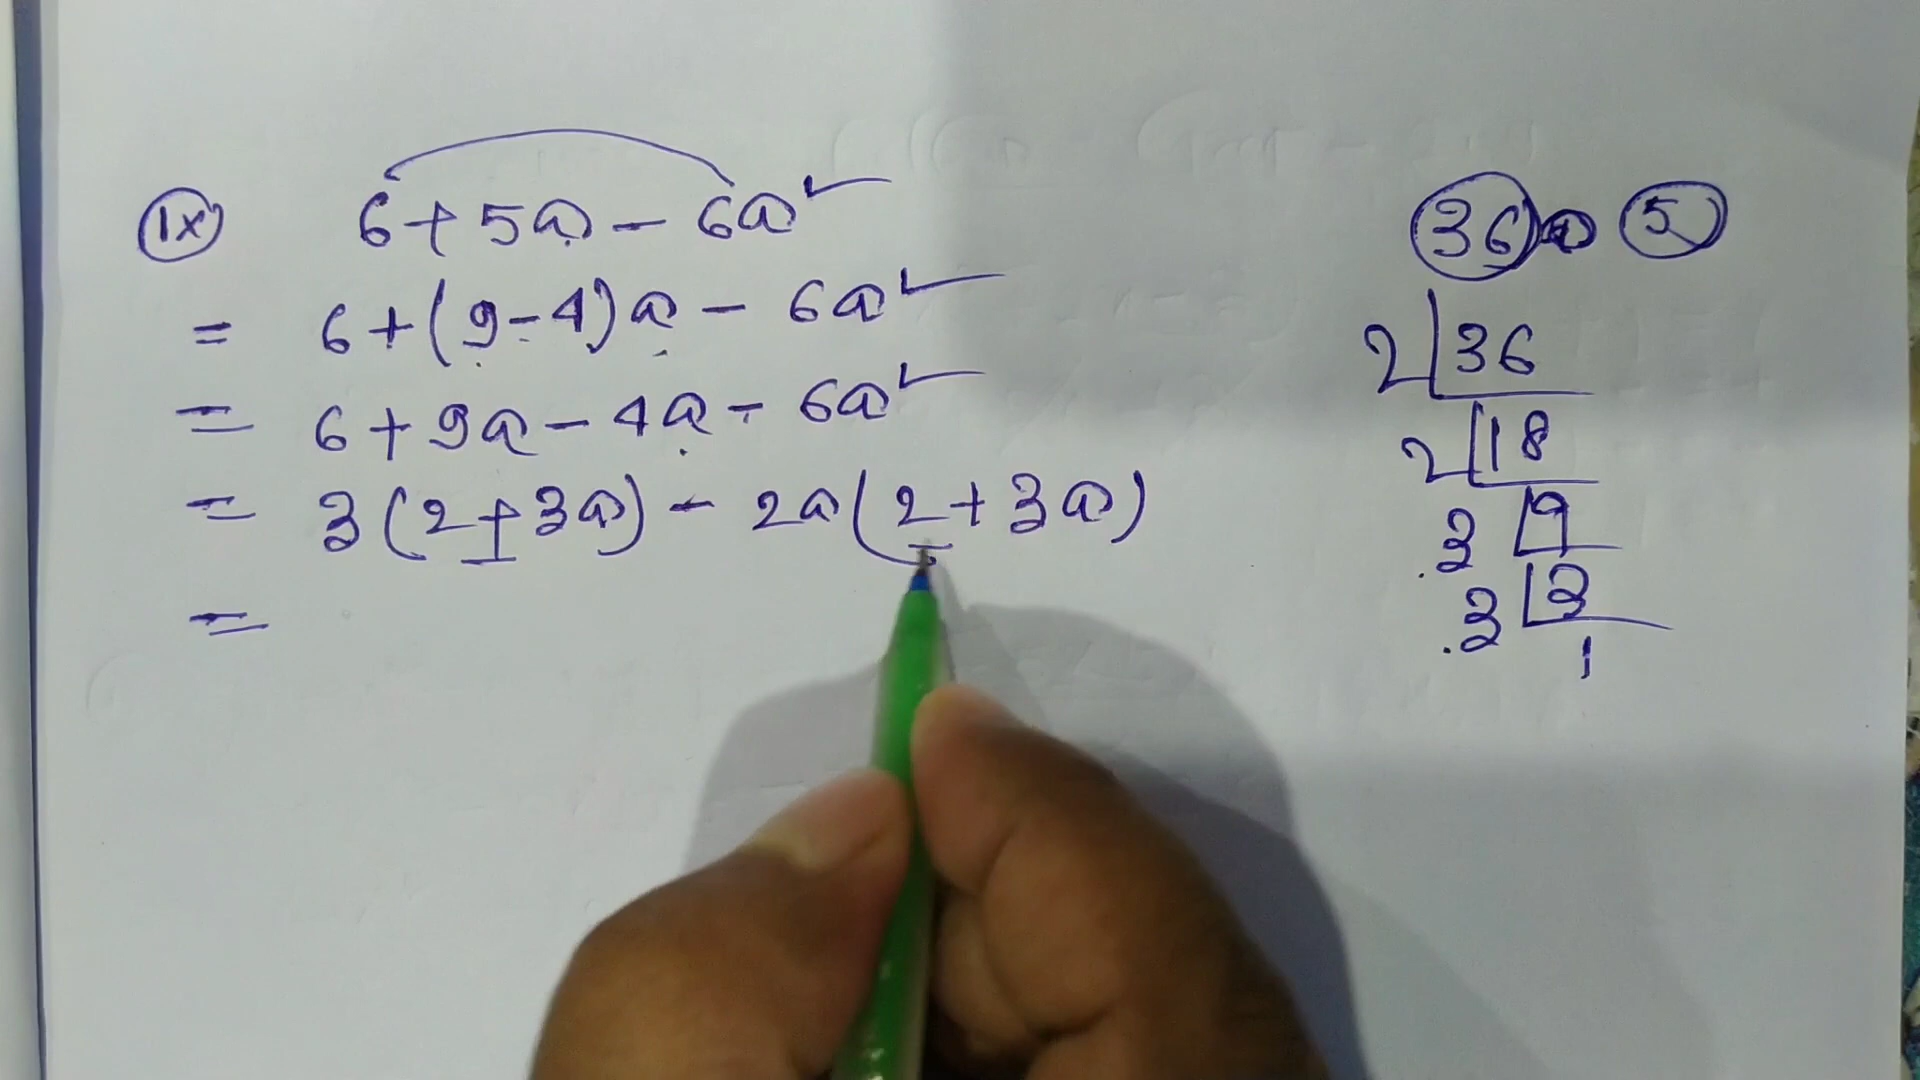 ix 6 + 5a - 6a²
= 6 + (9 - 4)a - 6a²
= 6 + 9a - 4a - 6a²
= 3(2 + 3a) - 2a(2 + 3a)
=
36 5
2 36
2 18
3 9
3 3
1